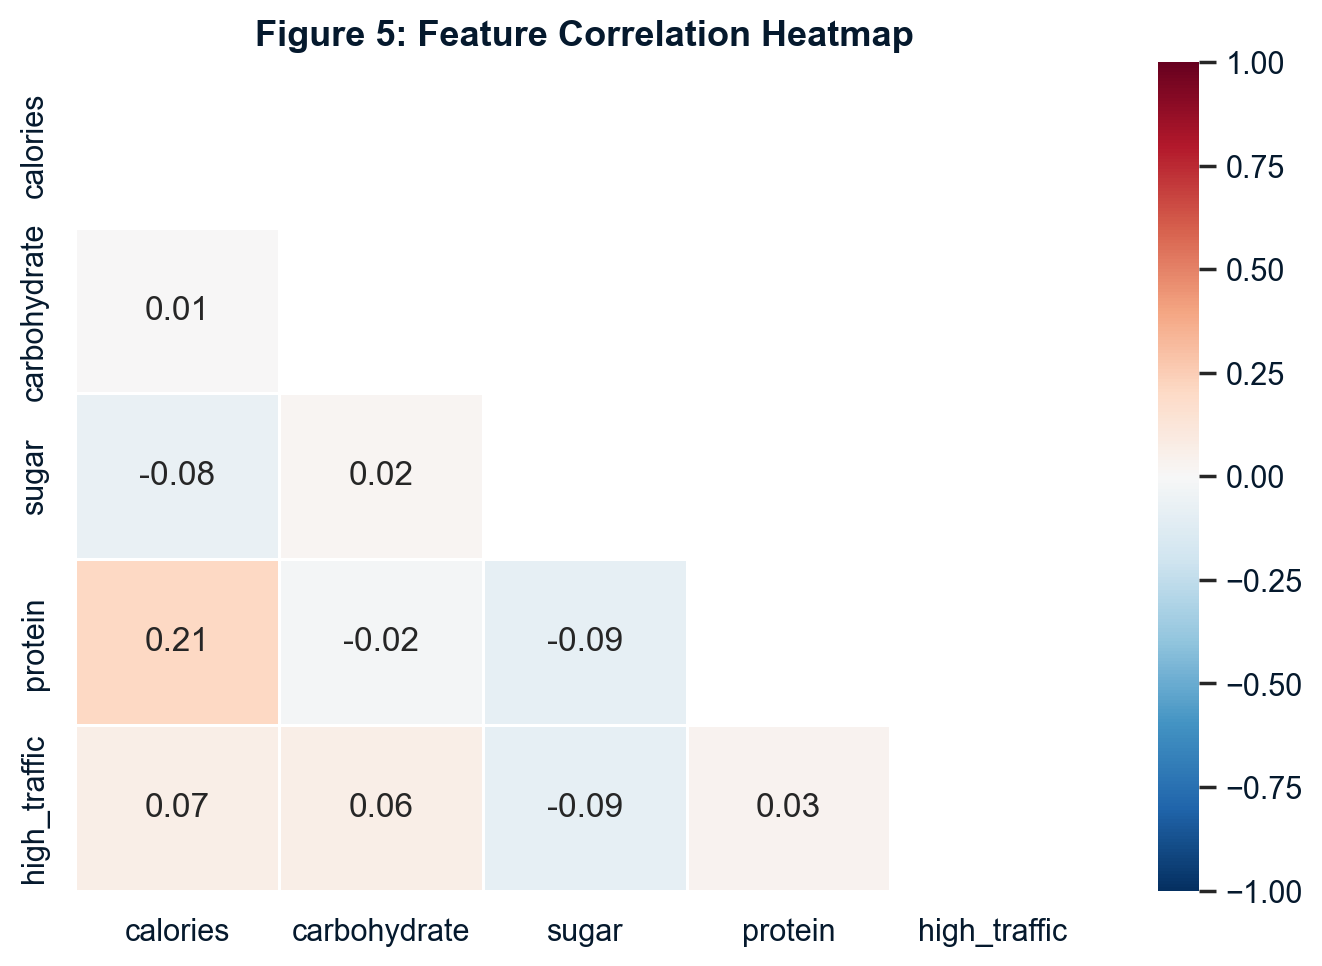 Figure 5: Feature Correlation Heatmap
calories
carbohydrate
0.01
sugar
-0.08 0.02
protein
0.21 -0.02 -0.09
high_traffic
0.07 0.06 -0.09 0.03
calories carbohydrate sugar protein high_traffic
1.00
0.75
0.50
0.25
0.00
−0.25
−0.50
−0.75
−1.00